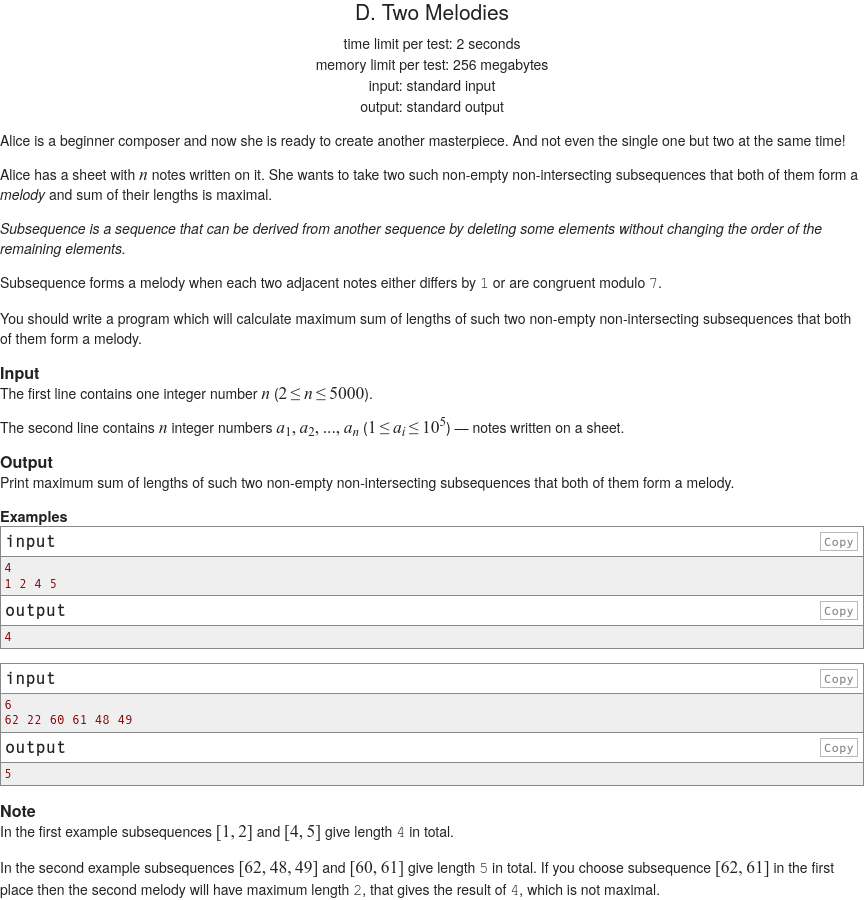 D. Two Melodies
time limit per test: 2 seconds
memory limit per test: 256 megabytes
input: standard input
output: standard output
Alice is a beginner composer and now she is ready to create another masterpiece. And not even the single one but two at the same time!
Alice has a sheet with n notes written on it. She wants to take two such non-empty non-intersecting subsequences that both of them form a
melody and sum of their lengths is maximal.
Subsequence is a sequence that can be derived from another sequence by deleting some elements without changing the order of the
remaining elements.
Subsequence forms a melody when each two adjacent notes either differs by 1 or are congruent modulo 7.
You should write a program which will calculate maximum sum of lengths of such two non-empty non-intersecting subsequences that both
of them form a melody.
Input
The first line contains one integer number n (2 ≤ n ≤ 5000).
The second line contains n integer numbers a₁, a₂, ..., aₙ (1 ≤ aᵢ ≤ 10⁵) — notes written on a sheet.
Output
Print maximum sum of lengths of such two non-empty non-intersecting subsequences that both of them form a melody.
Examples
input Copy
4
1 2 4 5
output Copy
4
input Copy
6
62 22 60 61 48 49
output Copy
5
Note
In the first example subsequences [1, 2] and [4, 5] give length 4 in total.
In the second example subsequences [62, 48, 49] and [60, 61] give length 5 in total. If you choose subsequence [62, 61] in the first
place then the second melody will have maximum length 2, that gives the result of 4, which is not maximal.